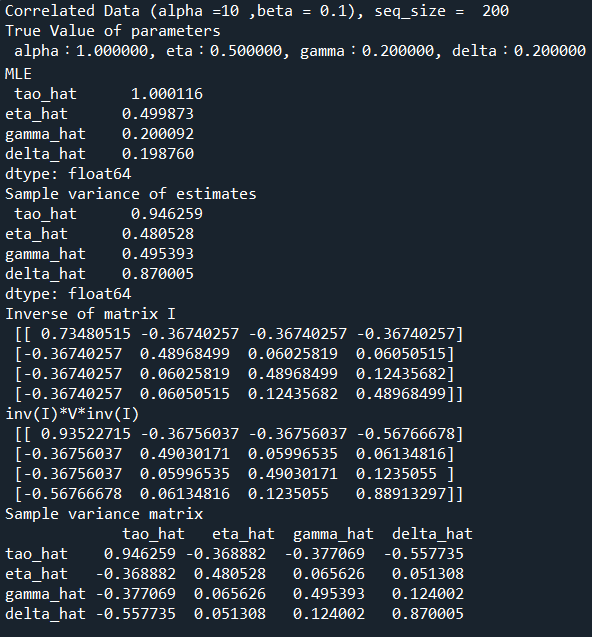 Correlated Data (alpha =10 ,beta = 0.1), seq_size =  200
True Value of parameters
 alpha：1.000000, eta：0.500000, gamma：0.200000, delta：0.200000
MLE
 tao_hat      1.000116
eta_hat      0.499873
gamma_hat    0.200092
delta_hat    0.198760
dtype: float64
Sample variance of estimates
 tao_hat      0.946259
eta_hat      0.480528
gamma_hat    0.495393
delta_hat    0.870005
dtype: float64
Inverse of matrix I
 [[ 0.73480515 -0.36740257 -0.36740257 -0.36740257]
 [-0.36740257  0.48968499  0.06025819  0.06050515]
 [-0.36740257  0.06025819  0.48468499  0.12435682]
 [-0.36740257  0.06050515  0.12435682  0.48968499]]
inv(I)*V*inv(I)
 [[ 0.93522715 -0.36756037 -0.36756037 -0.56766678]
 [-0.36756037  0.49030171  0.05996535  0.06134816]
 [-0.36756037  0.05996535  0.49030171  0.1235055 ]
 [-0.56766678  0.06134816  0.1235055   0.88913297]]
Sample variance matrix
            tao_hat   eta_hat  gamma_hat  delta_hat
tao_hat    0.946259 -0.368882  -0.377069  -0.557735
eta_hat   -0.368882  0.480528   0.065626   0.051308
gamma_hat -0.377069  0.065626   0.495393   0.124002
delta_hat -0.557735  0.051308   0.124002   0.870005